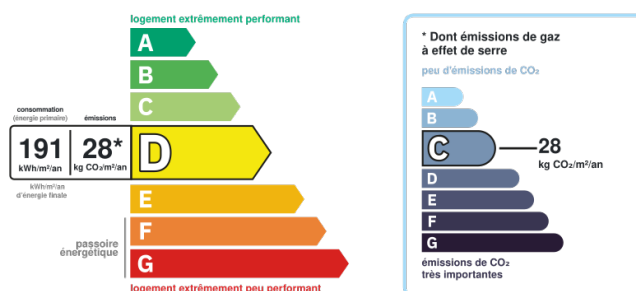 logement extrêmement performant
A
B
C
consommation
(énergie primaire)
émissions
191
kWh/m²/an
28*
kg CO₂/m²/an
D
kWh/m²/an
d'énergie finale
E
F
G
passoire
énergétique
logement extrêmement peu performant
* Dont émissions de gaz
à effet de serre
peu d'émissions de CO₂
A
B
C
28
kg CO₂/m²/an
D
E
F
G
émissions de CO₂
très importantes